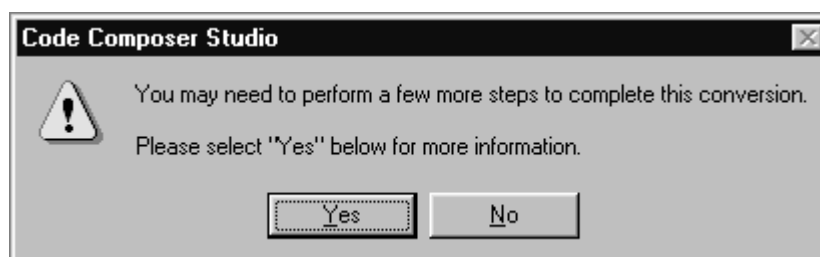 Code Composer Studio
You may need to perform a few more steps to complete this conversion.
Please select "Yes" below for more information.
Yes No